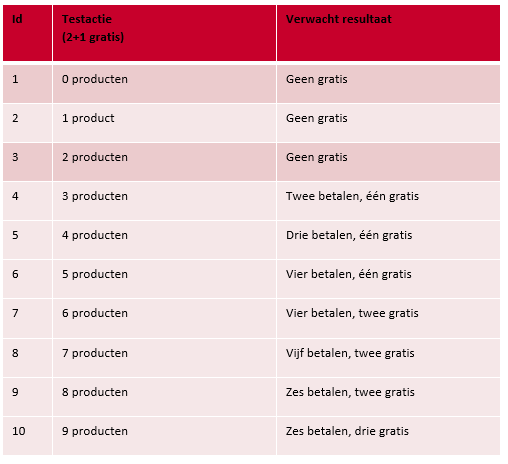 Id Testactie Verwacht resultaat
(2+1 gratis)
1 0 producten Geen gratis
2 1 product Geen gratis
3 2 producten Geen gratis
4 3 producten Twee betalen, één gratis
5 4 producten Drie betalen, één gratis
6 5 producten Vier betalen, één gratis
7 6 producten Vier betalen, twee gratis
8 7 producten Vijf betalen, twee gratis
9 8 producten Zes betalen, twee gratis
10 9 producten Zes betalen, drie gratis